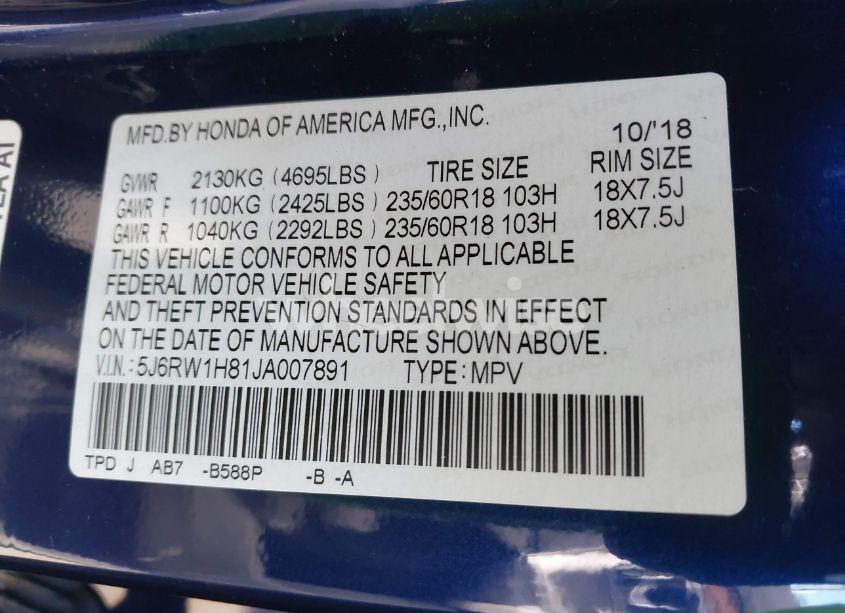 MFD.BY HONDA OF AMERICA MFG.,INC. 10/'18
GVWR 2130KG (4695LBS) TIRE SIZE RIM SIZE
GAWR F 1100KG (2425LBS) 235/60R18 103H 18X7.5J
GAWR R 1040KG (2292LBS) 235/60R18 103H 18X7.5J
THIS VEHICLE CONFORMS TO ALL APPLICABLE
FEDERAL MOTOR VEHICLE SAFETY
AND THEFT PREVENTION STANDARDS IN EFFECT
ON THE DATE OF MANUFACTURE SHOWN ABOVE.
V.I.N.: 5J6RW1H81JA007891 TYPE: MPV
TPD J AB7 -B588P -B -A